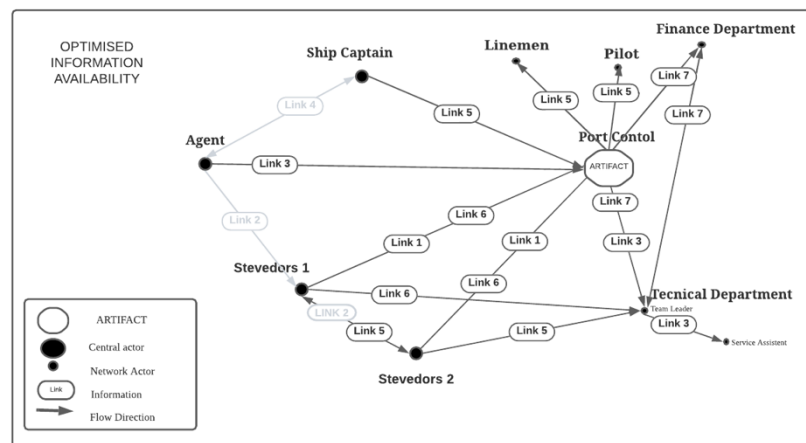 OPTIMISED
INFORMATION
AVAILABILITY
Ship Captain
Linemen
Pilot
Finance Department
Link 4
Link 5
Link 5
Link 5
Link 7
Link 7
Agent
Port Contol
ARTIFACT
Link 3
Link 2
Link 6
Link 1
Link 1
Link 7
Link 3
Stevedors 1
Link 6
Link 6
LINK 2
Link 5
Link 5
Tecnical Department
Team Leader
Link 3
Service Assistent
Stevedors 2
ARTIFACT
Central actor
Network Actor
Link
Information
Flow Direction